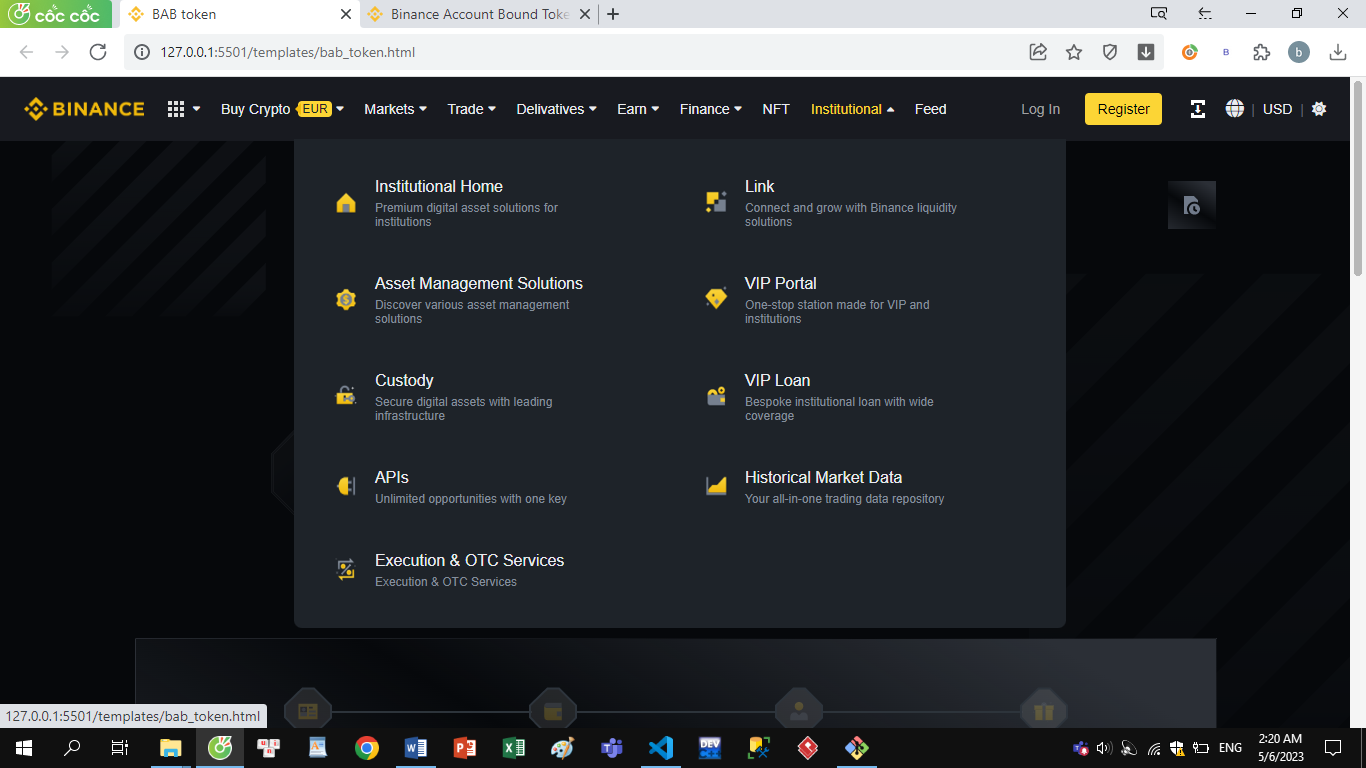 cốc cốc
BAB token
Binance Account Bound Toke
127.0.0.1:5501/templates/bab_token.html
B
b
BINANCE
Buy Crypto EUR
Markets
Trade
Delivatives
Earn
Finance
NFT
Institutional
Feed
Log In
Register
USD
Institutional Home
Premium digital asset solutions for
institutions
Link
Connect and grow with Binance liquidity
solutions
Asset Management Solutions
Discover various asset management
solutions
VIP Portal
One-stop station made for VIP and
institutions
Custody
Secure digital assets with leading
infrastructure
VIP Loan
Bespoke institutional loan with wide
coverage
APIs
Unlimited opportunities with one key
Historical Market Data
Your all-in-one trading data repository
Execution & OTC Services
Execution & OTC Services
127.0.0.1:5501/templates/bab_token.html
DEV
ENG
2:20 AM
5/6/2023